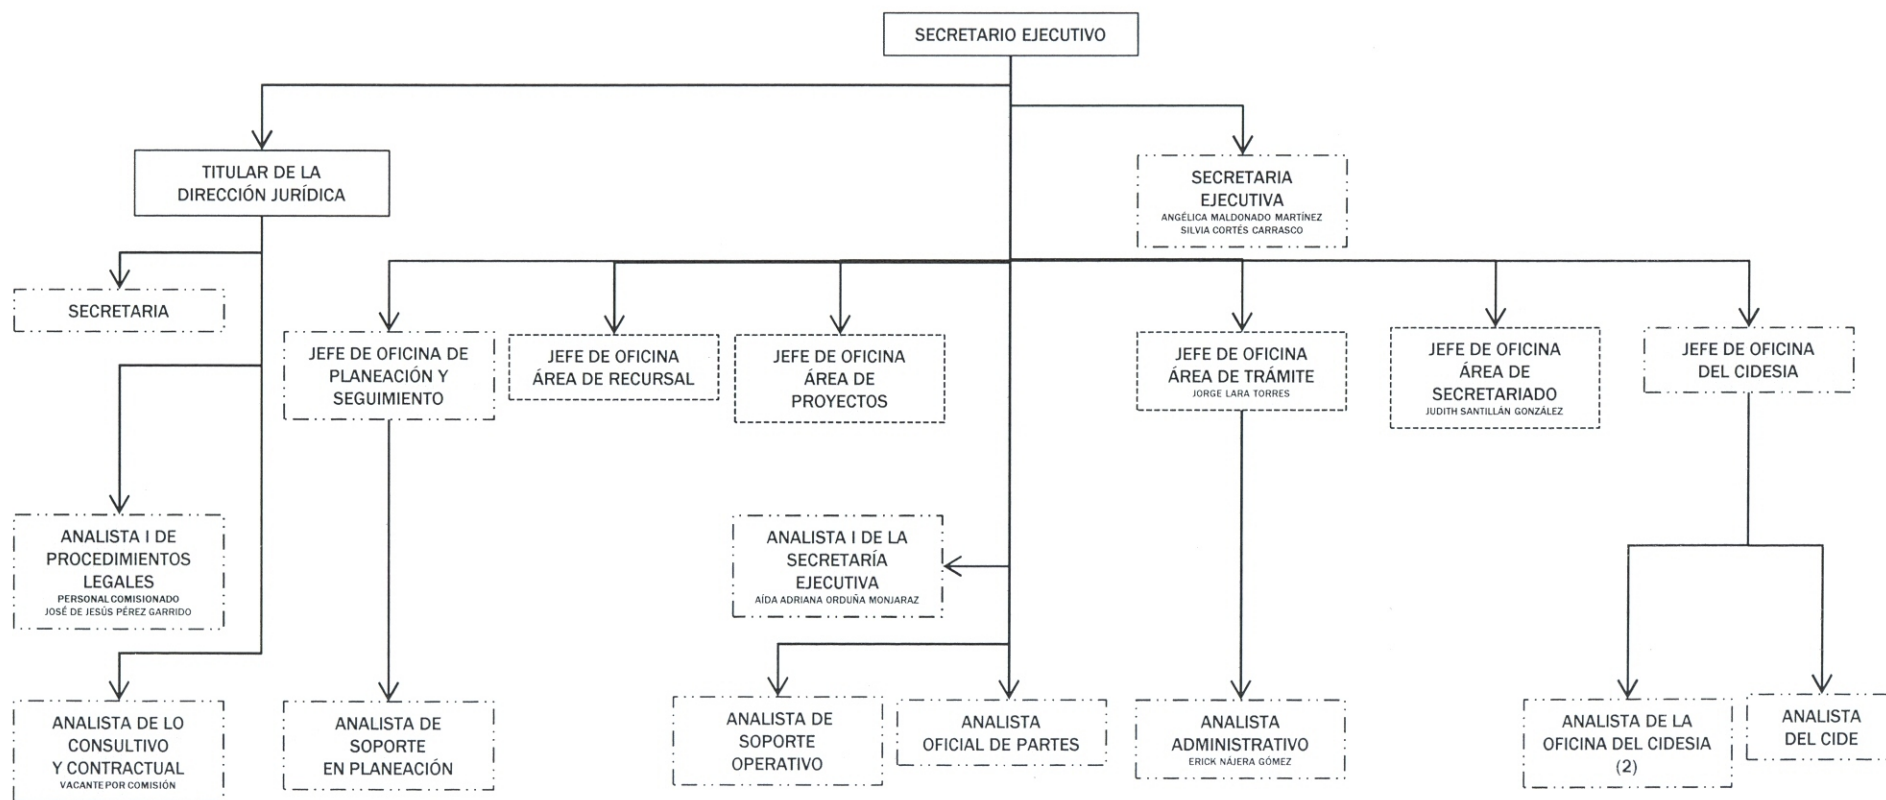 SECRETARIO EJECUTIVO
TITULAR DE LA
DIRECCIÓN JURÍDICA
SECRETARIA
EJECUTIVA
ANGÉLICA MALDONADO MARTÍNEZ
SILVIA CORTÉS CARRASCO
SECRETARIA
JEFE DE OFICINA DE
PLANEACIÓN Y
SEGUIMIENTO
JEFE DE OFICINA
ÁREA DE RECURSAL
JEFE DE OFICINA
ÁREA DE
PROYECTOS
JEFE DE OFICINA
ÁREA DE TRÁMITE
JORGE LARA TORRES
JEFE DE OFICINA
ÁREA DE
SECRETARIADO
JUDITH SANTILLÁN GONZÁLEZ
JEFE DE OFICINA
DEL CIDESIA
ANALISTA I DE
PROCEDIMIENTOS
LEGALES
PERSONAL COMISIONADO
JOSÉ DE JESÚS PÉREZ GARRIDO
ANALISTA I DE LA
SECRETARÍA
EJECUTIVA
AÍDA ADRIANA ORDUÑA MONJARAZ
ANALISTA DE LO
CONSULTIVO
Y CONTRACTUAL
VACANTE POR COMISIÓN
ANALISTA DE
SOPORTE
EN PLANEACIÓN
ANALISTA DE
SOPORTE
OPERATIVO
ANALISTA
OFICIAL DE PARTES
ANALISTA
ADMINISTRATIVO
ERICK NÁJERA GÓMEZ
ANALISTA DE LA
OFICINA DEL CIDESIA
(2)
ANALISTA
DEL CIDE